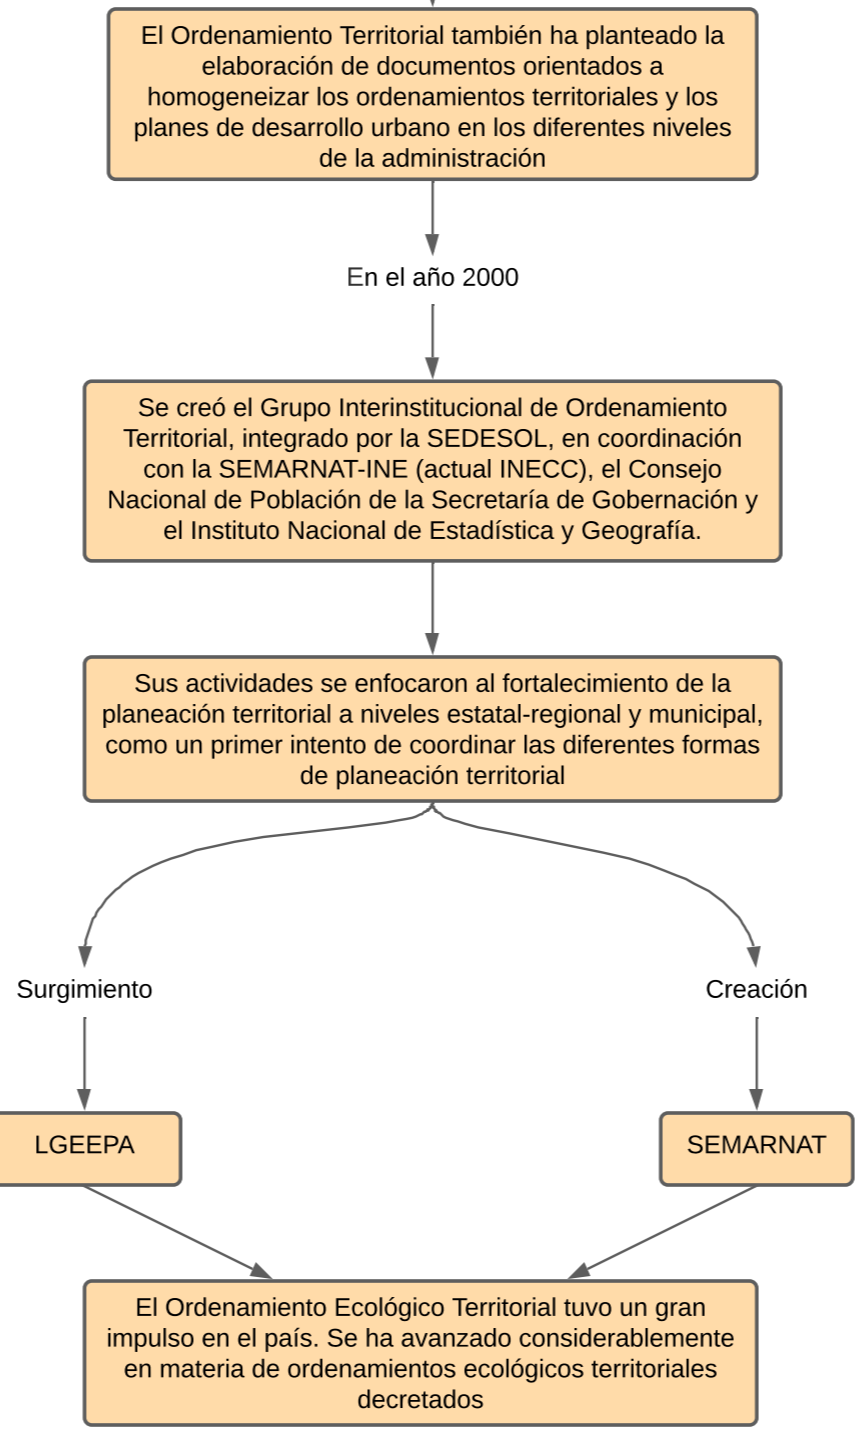 El Ordenamiento Territorial también ha planteado la
elaboración de documentos orientados a
homogeneizar los ordenamientos territoriales y los
planes de desarrollo urbano en los diferentes niveles
de la administración
En el año 2000
Se creó el Grupo Interinstitucional de Ordenamiento
Territorial, integrado por la SEDESOL, en coordinación
con la SEMARNAT-INE (actual INECC), el Consejo
Nacional de Población de la Secretaría de Gobernación y
el Instituto Nacional de Estadística y Geografía.
Sus actividades se enfocaron al fortalecimiento de la
planeación territorial a niveles estatal-regional y municipal,
como un primer intento de coordinar las diferentes formas
de planeación territorial
Surgimiento
Creación
LGEEPA
SEMARNAT
El Ordenamiento Ecológico Territorial tuvo un gran
impulso en el país. Se ha avanzado considerablemente
en materia de ordenamientos ecológicos territoriales
decretados